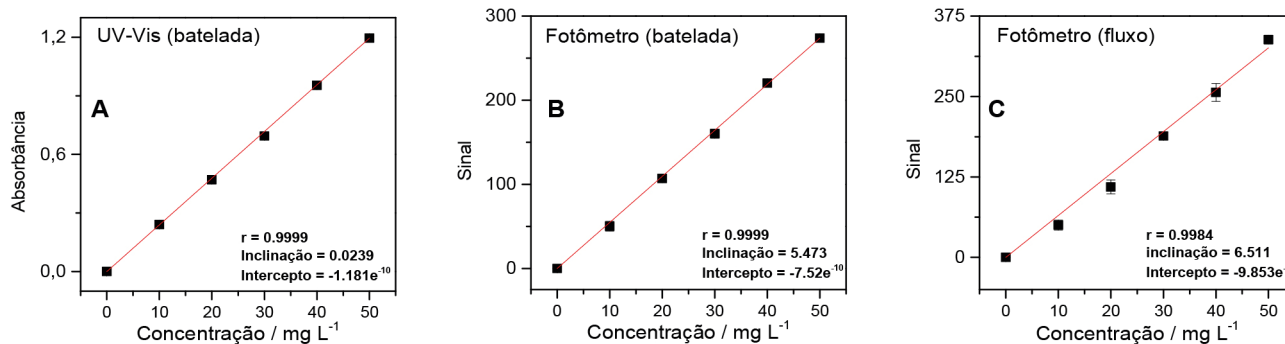 UV-Vis (batelada)
A
1,2
0,6
0,0
Absorbância
r = 0.9999
Inclinação = 0.0239
Intercepto = -1.181e⁻¹⁰
0 10 20 30 40 50
Concentração / mg L⁻¹
Fotômetro (batelada)
B
300
200
100
0
Sinal
r = 0.9999
Inclinação = 5.473
Intercepto = -7.52e⁻¹⁰
0 10 20 30 40 50
Concentração / mg L⁻¹
Fotômetro (fluxo)
C
375
250
125
0
Sinal
r = 0.9984
inclinação = 6.511
Intercepto = -9.853e⁻
0 10 20 30 40 50
Concentração / mg L⁻¹